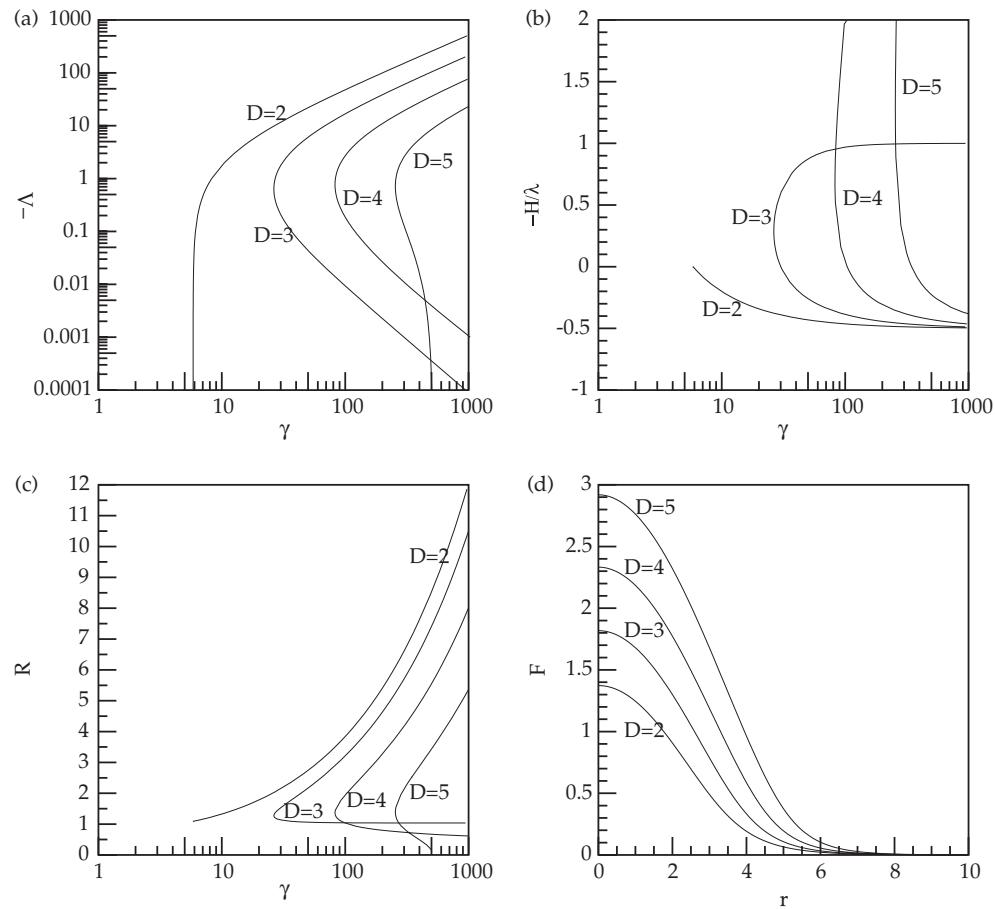 (a)
1000
100
10
1
0.1
0.01
0.001
0.0001
−Λ
D=2
D=3
D=4
D=5
1
10
100
1000
γ
(b)
2
1.5
1
0.5
0
-0.5
-1
−H/λ
D=5
D=4
D=3
D=2
1
10
100
1000
γ
(c)
12
11
10
9
8
7
6
5
4
3
2
1
0
R
D=2
D=3
D=4
D=5
1
10
100
1000
γ
(d)
3
2.5
2
1.5
1
0.5
0
F
D=5
D=4
D=3
D=2
0
2
4
6
8
10
r